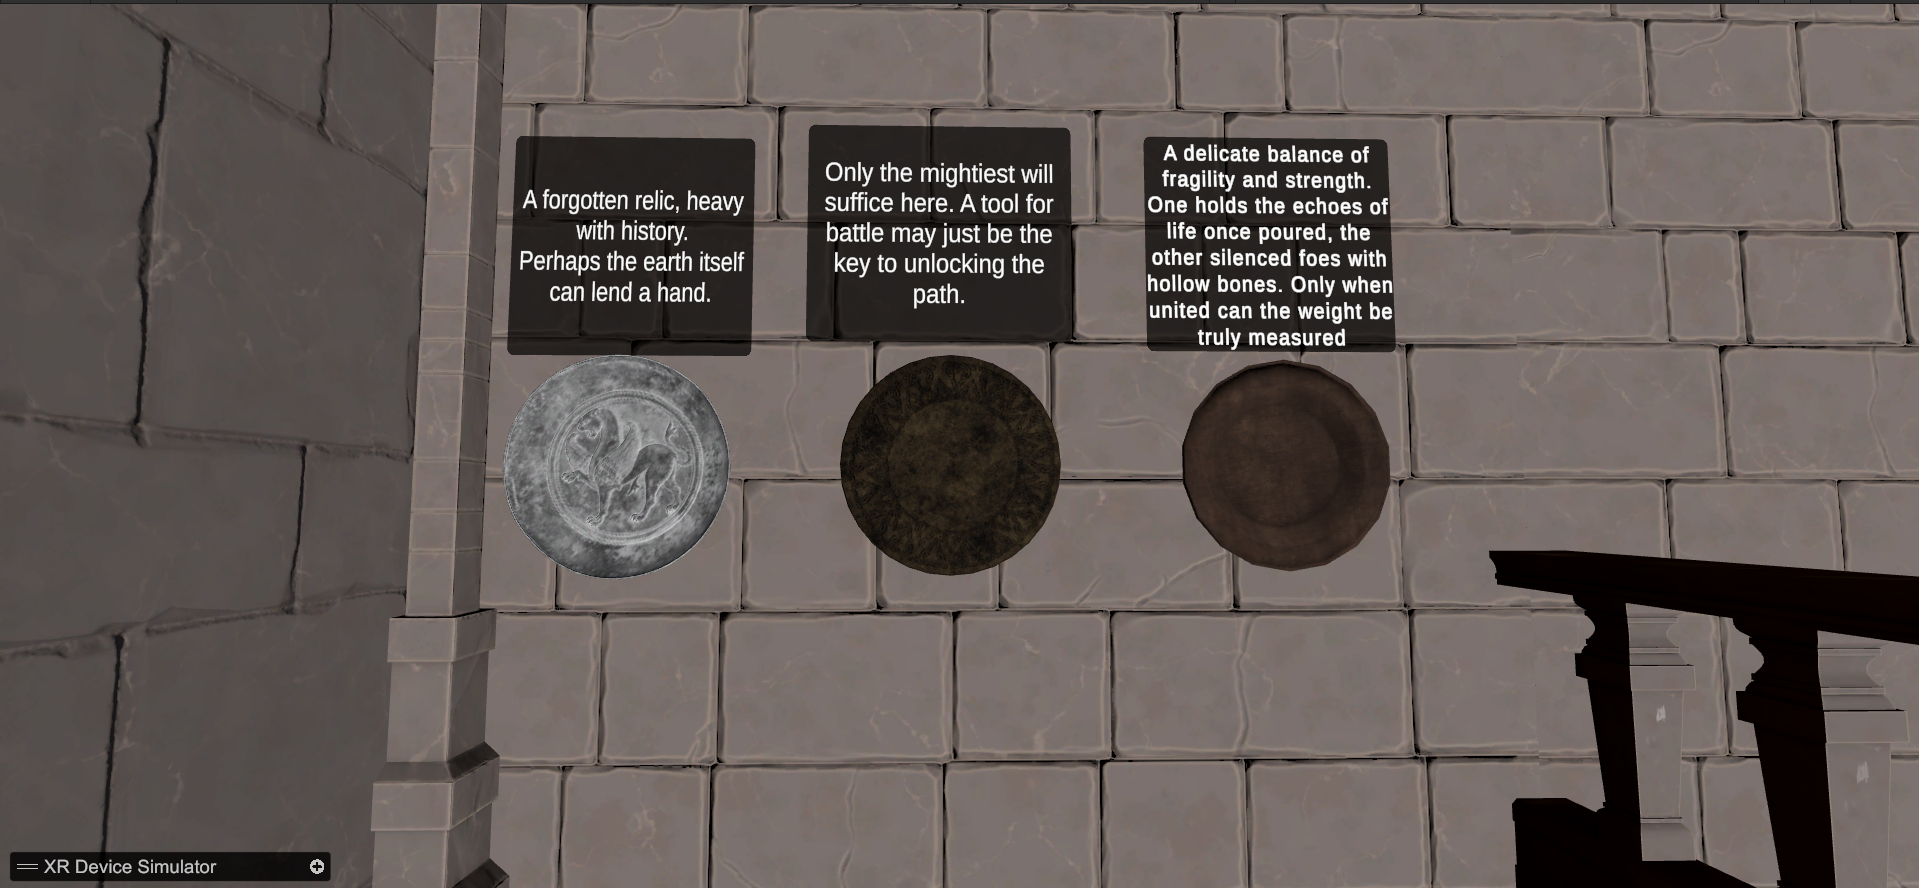 A forgotten relic, heavy
with history.
Perhaps the earth itself
can lend a hand.
Only the mightiest will
suffice here. A tool for
battle may just be the
key to unlocking the
path.
A delicate balance of
fragility and strength.
One holds the echoes of
life once poured, the
other silenced foes with
hollow bones. Only when
united can the weight be
truly measured
XR Device Simulator